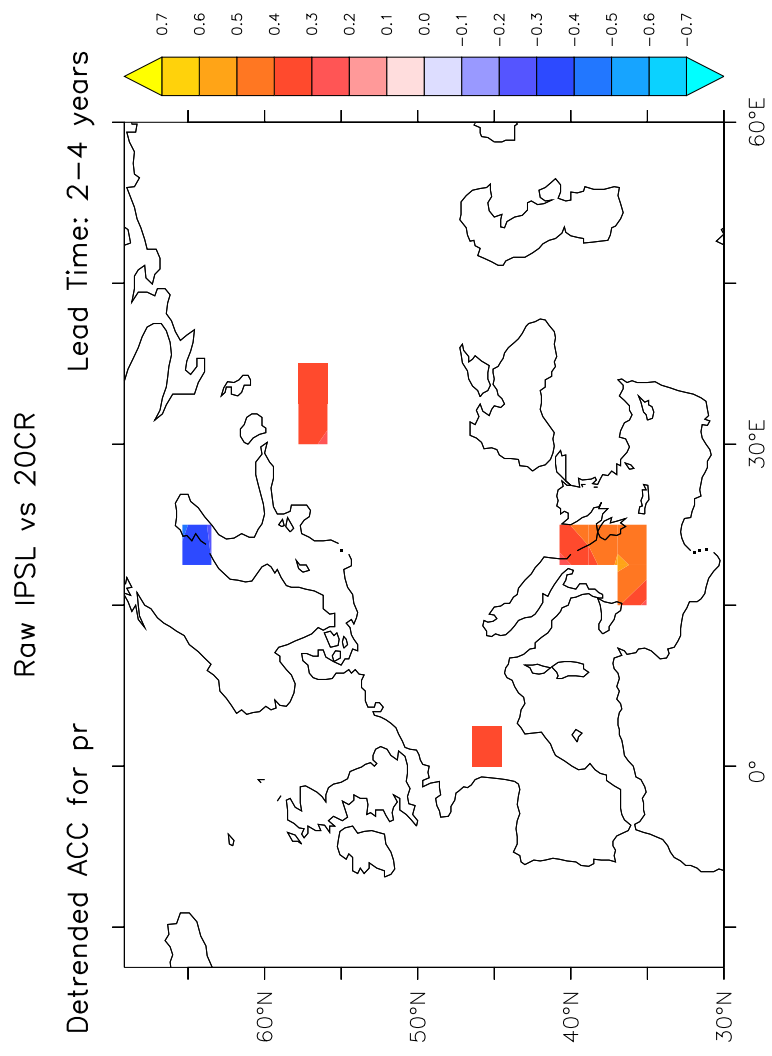 Raw IPSL vs 20CR
Detrended ACC for pr
Lead Time: 2−4 years
60°N
50°N
40°N
30°N
0°
30°E
60°E
0.7
0.6
0.5
0.4
0.3
0.2
0.1
0.0
−0.1
−0.2
−0.3
−0.4
−0.5
−0.6
−0.7